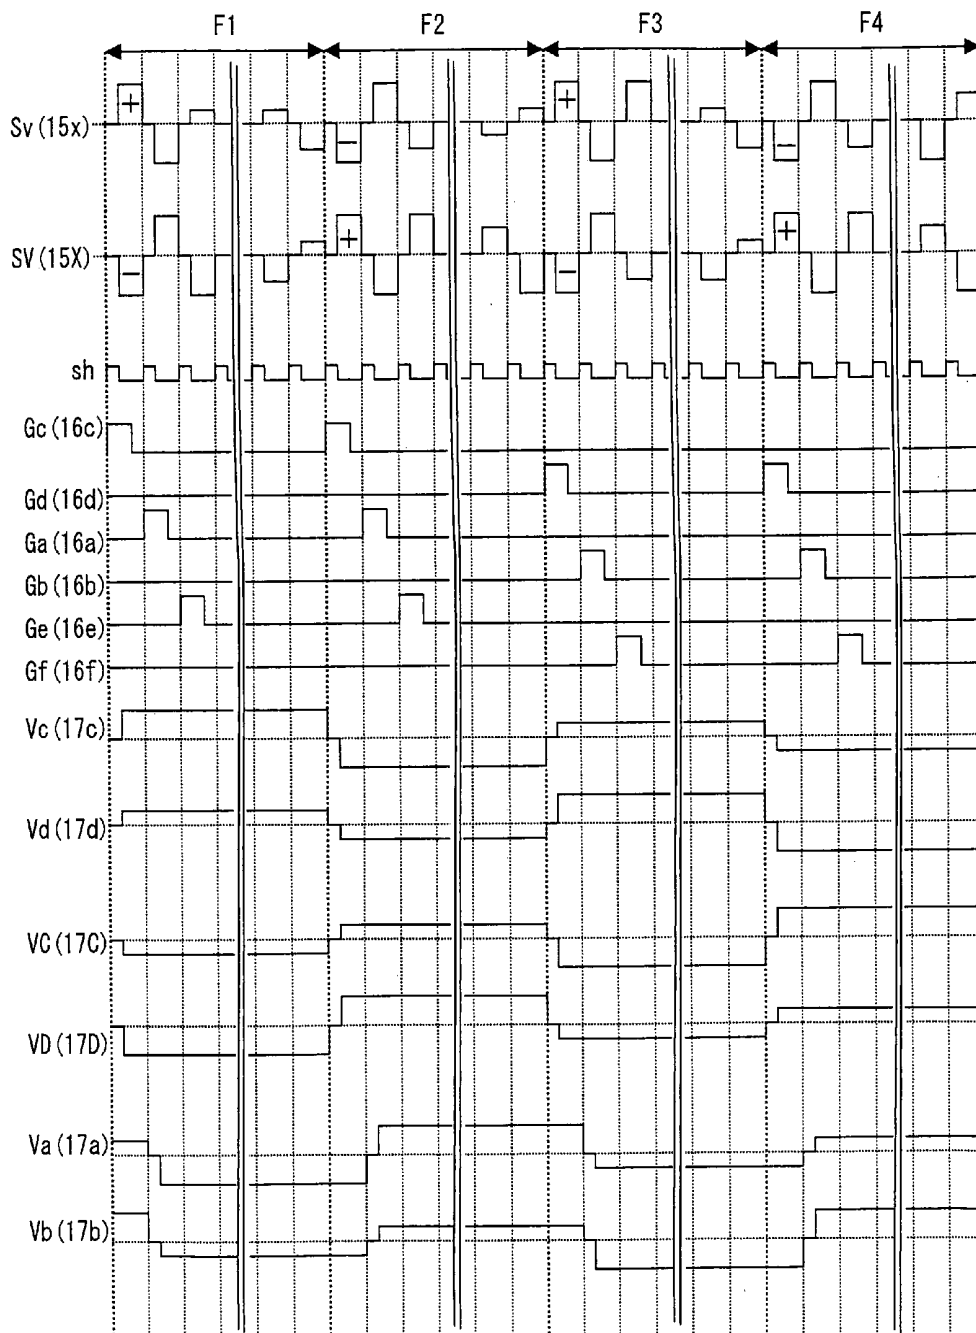 F1 F2 F3 F4
Sv(15x) + − + −
SV(15X) − + − +
sh
Gc(16c)
Gd(16d)
Ga(16a)
Gb(16b)
Ge(16e)
Gf(16f)
Vc(17c)
Vd(17d)
VC(17C)
VD(17D)
Va(17a)
Vb(17b)